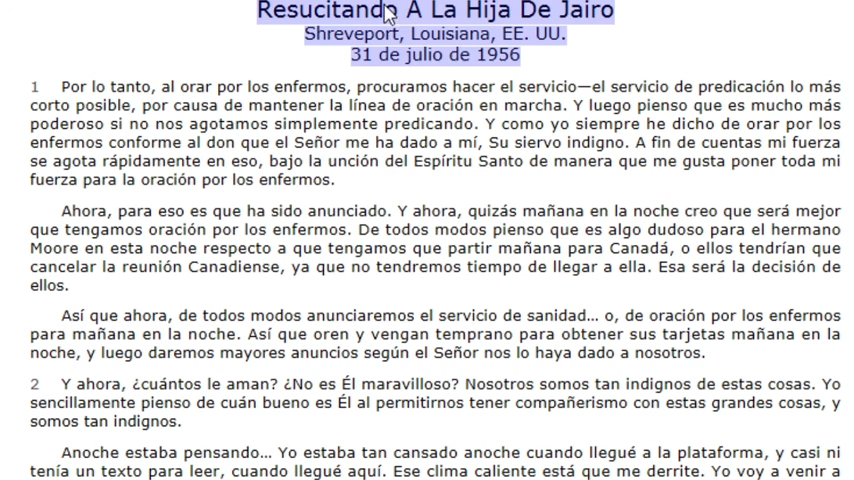 Resucitando A La Hija De Jairo
Shreveport, Louisiana, EE. UU.
31 de julio de 1956
1 Por lo tanto, al orar por los enfermos, procuramos hacer el servicio—el servicio de predicación lo más
corto posible, por causa de mantener la línea de oración en marcha. Y luego pienso que es mucho más
poderoso si no nos agotamos simplemente predicando. Y como yo siempre he dicho de orar por los
enfermos conforme al don que el Señor me ha dado a mí, Su siervo indigno. A fin de cuentas mi fuerza
se agota rápidamente en eso, bajo la unción del Espíritu Santo de manera que me gusta poner toda mi
fuerza para la oración por los enfermos.
Ahora, para eso es que ha sido anunciado. Y ahora, quizás mañana en la noche creo que será mejor
que tengamos oración por los enfermos. De todos modos pienso que es algo dudoso para el hermano
Moore en esta noche respecto a que tengamos que partir mañana para Canadá, o ellos tendrían que
cancelar la reunión Canadiense, ya que no tendremos tiempo de llegar a ella. Esa será la decisión de
ellos.
Así que ahora, de todos modos anunciaremos el servicio de sanidad... o, de oración por los enfermos
para mañana en la noche. Así que oren y vengan temprano para obtener sus tarjetas mañana en la
noche, y luego daremos mayores anuncios según el Señor nos lo haya dado a nosotros.
2 Y ahora, ¿cuántos le aman? ¿No es Él maravilloso? Nosotros somos tan indignos de estas cosas. Yo
sencillamente pienso de cuán bueno es Él al permitirnos tener compañerismo con estas grandes cosas, y
somos tan indignos.
Anoche estaba pensando... Yo estaba tan cansado anoche cuando llegué a la plataforma, y casi ni
tenía un texto para leer, cuando llegué aquí. Ese clima caliente está que me derrite. Yo voy a venir a